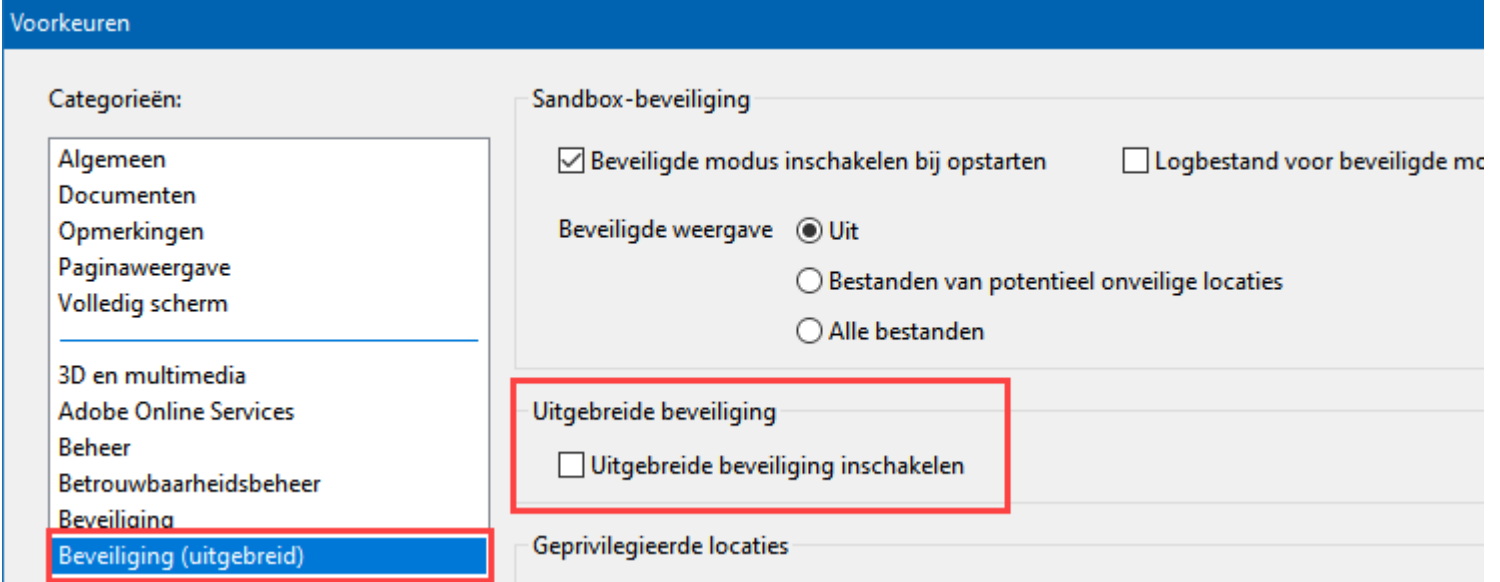 Voorkeuren
Categorieën:
Algemeen
Documenten
Opmerkingen
Paginaweergave
Volledig scherm
3D en multimedia
Adobe Online Services
Beheer
Betrouwbaarheidsbeheer
Beveiliging
Beveiliging (uitgebreid)
Sandbox-beveiliging
Beveiligde modus inschakelen bij opstarten Logbestand voor beveiligde
Beveiligde weergave Uit
Bestanden van potentieel onveilige locaties
Alle bestanden
Uitgebreide beveiliging
Uitgebreide beveiliging inschakelen
Geprivilegieerde locaties